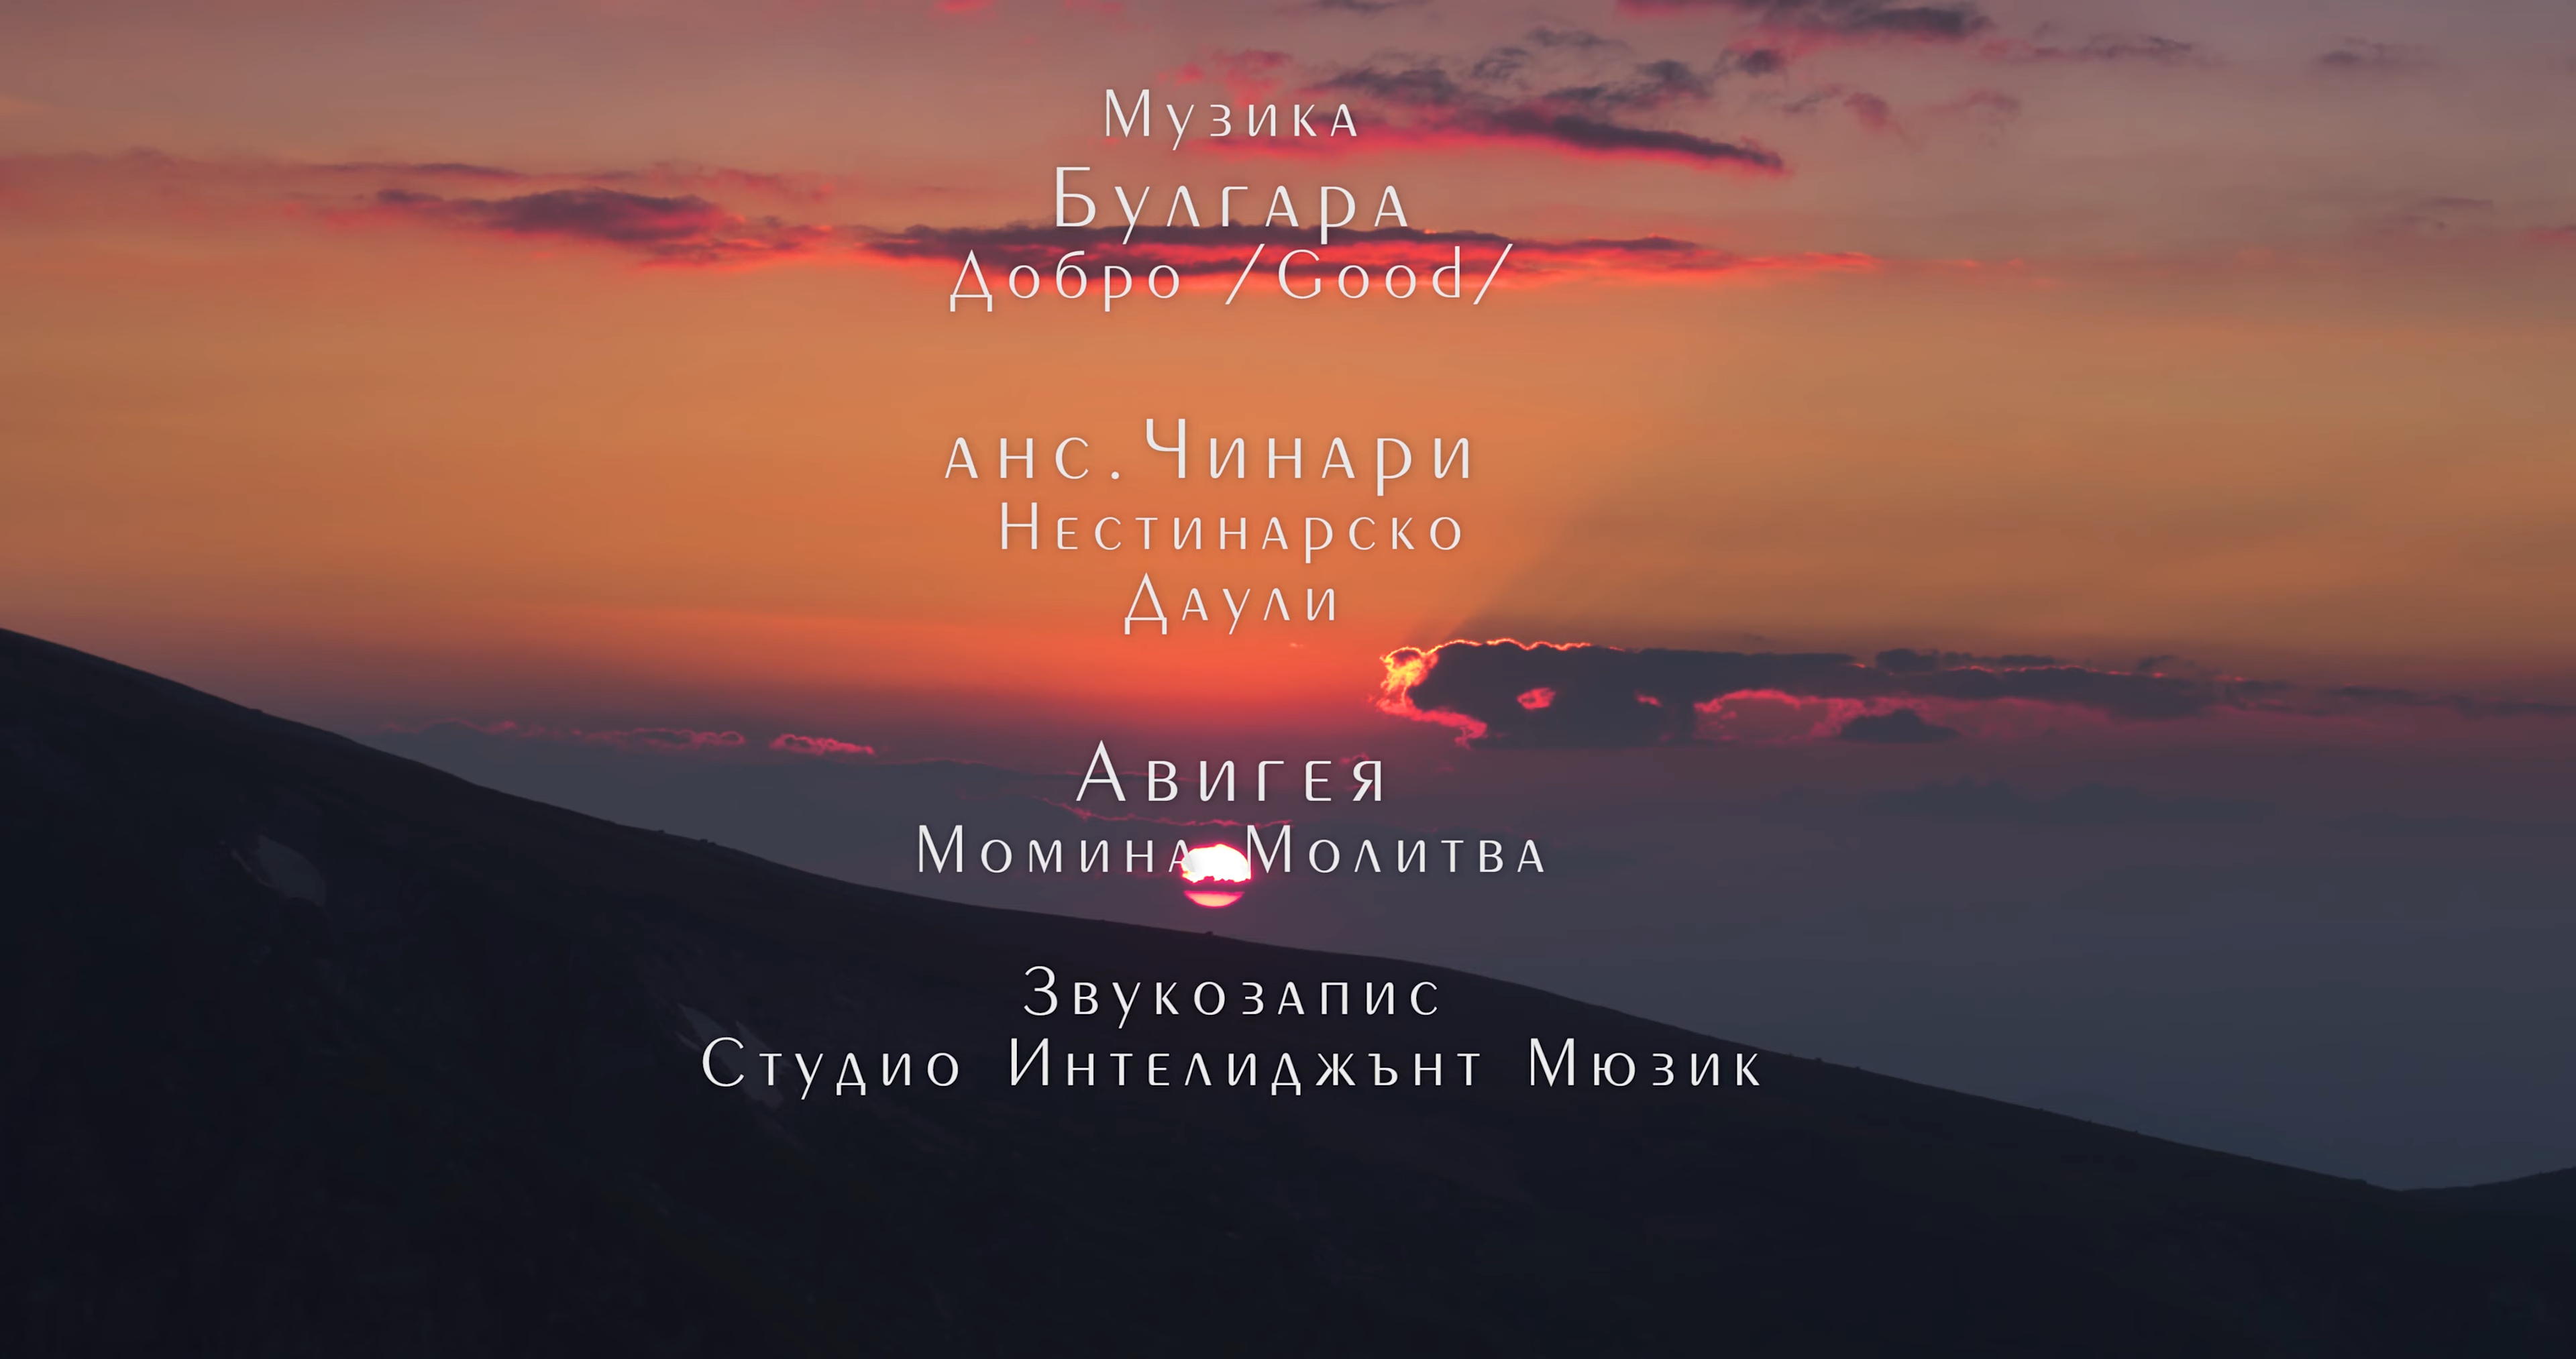 Музика
Булгара
Добро /Good/
анс.Чинари
Нестинарско
Даули
Авигея
Момина Молитва
Звукозапис
Студио Интелиджънт Мюзик